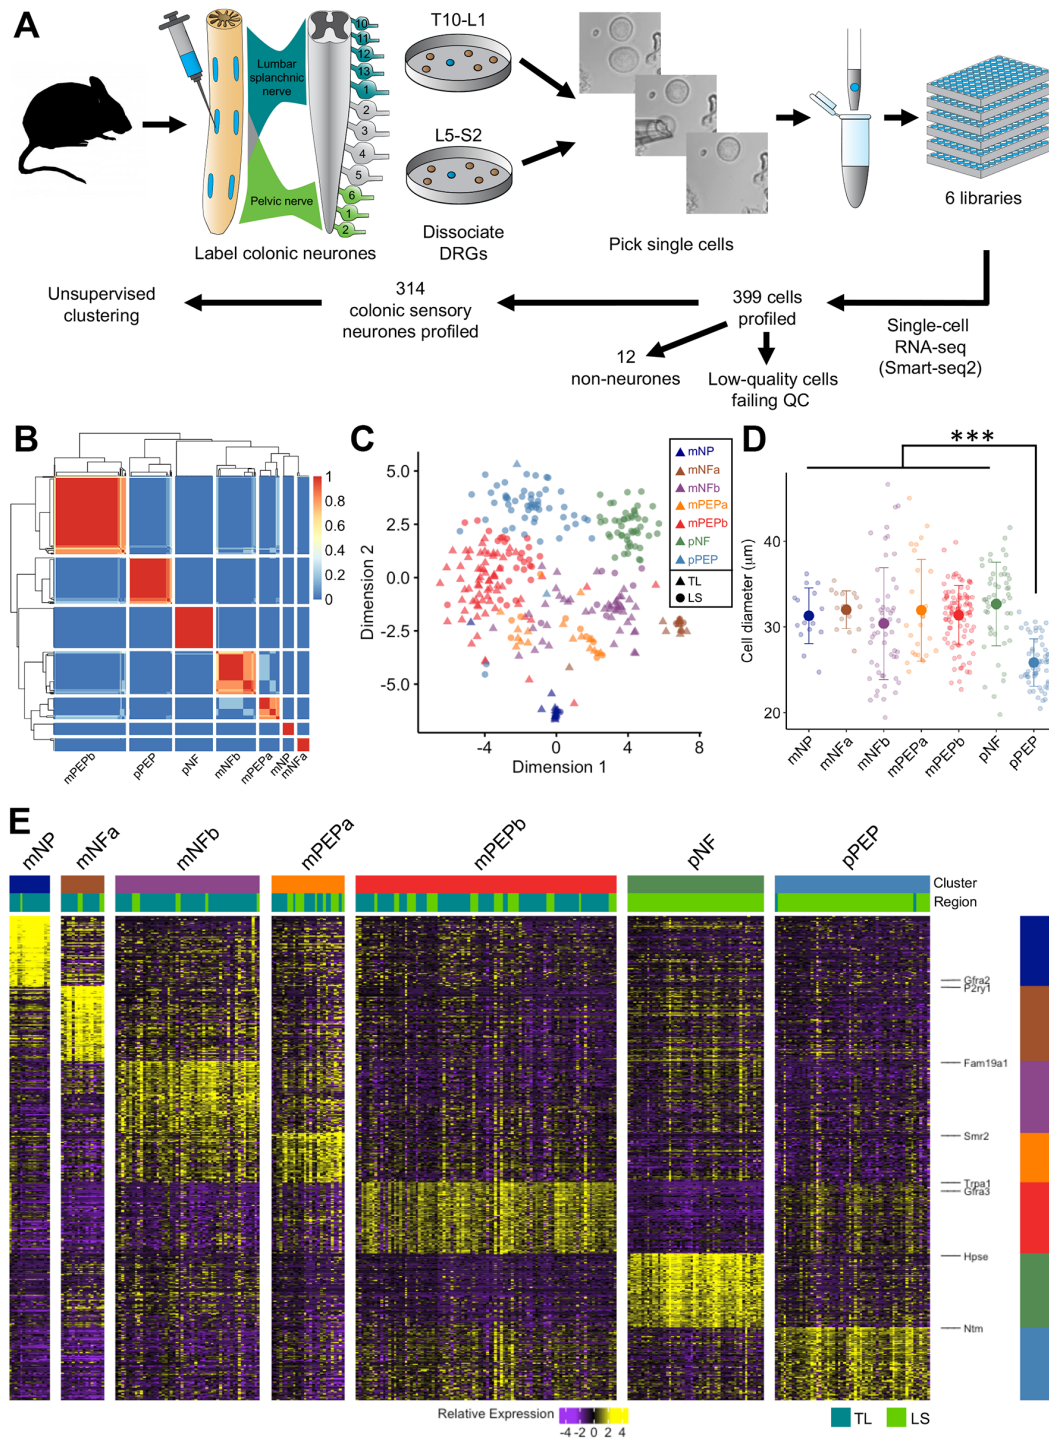 A
T10-L1
Lumbar
splanchnic
nerve
Pelvic nerve
10
11
12
13
1
2
3
4
5
6
1
2
L5-S2
Label colonic neurones
Dissociate
DRGs
Pick single cells
6 libraries
Unsupervised
clustering
314
colonic sensory
neurones profiled
399 cells
profiled
Single-cell
RNA-seq
(Smart-seq2)
12
non-neurones
Low-quality cells
failing QC
B
1
0.8
0.6
0.4
0.2
0
mPEPb
pPEP
pNF
mNFb
mPEPa
mNP
mNFa
C
Dimension 2
5.0
2.5
0.0
-2.5
-5.0
-4
0
4
8
Dimension 1
mNP
mNFa
mNFb
mPEPa
mPEPb
pNF
pPEP
TL
LS
D
***
Cell diameter (μm)
40
30
20
mNP
mNFa
mNFb
mPEPa
mPEPb
pNF
pPEP
E
mNP
mNFa
mNFb
mPEPa
mPEPb
pNF
pPEP
Cluster
Region
Gfra2
P2ry1
Fam19a1
Smr2
Trpa1
Gfra3
Hpse
Ntm
Relative Expression
-4 -2 0 2 4
TL
LS